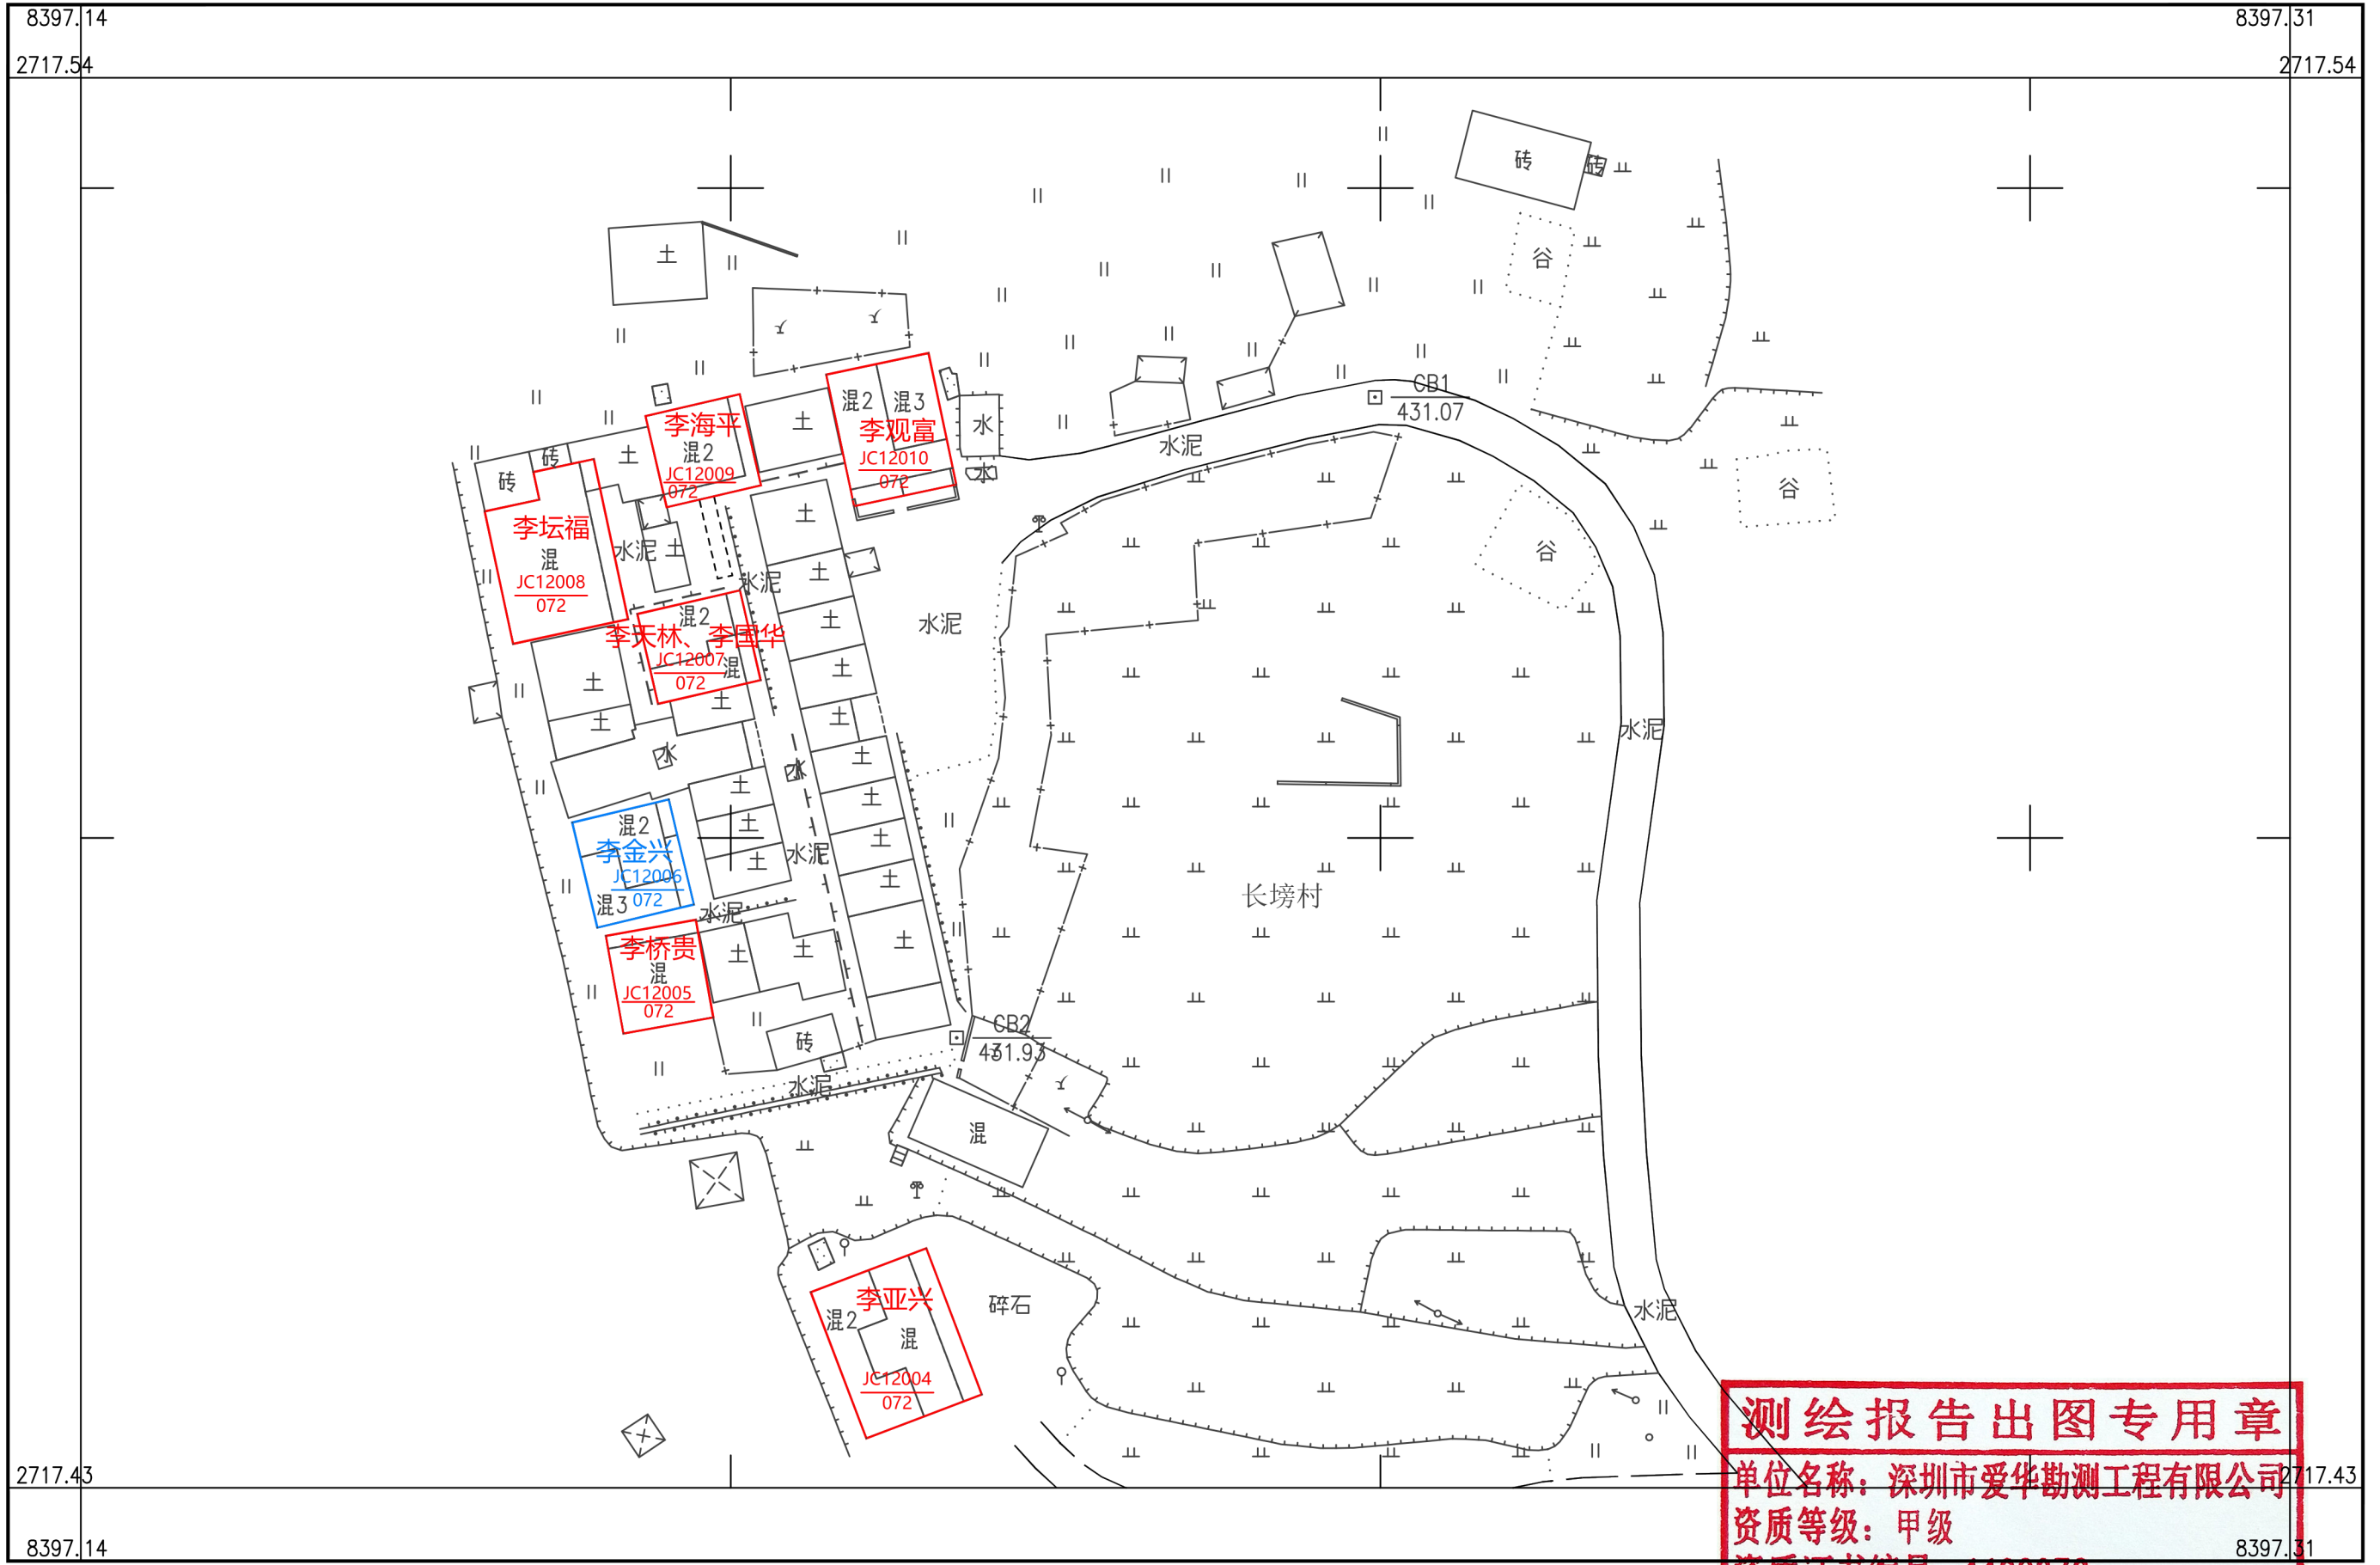 8397.14
8397.31
2717.54
2717.54
砖
砖
谷
土
混2
混3
李观富
JC12010
072
土
李海平
混2
JC12009
072
土
砖
砖
水
水
水泥
CB1
431.07
谷
谷
李坛福
混
JC12008
072
水泥
土
水泥
土
土
土
土
土
土
土
土
土
土
水泥
混2
李天林、李国华
JC12007
072
混
土
土
土
水
水
水泥
土
土
土
水泥
混2
李金兴
JC12006
072
混3
水泥
长塝村
李桥贵
混
JC12005
072
土
土
砖
水泥
CB2
431.93
混
碎石
水泥
李亚兴
混2
混
JC12004
072
测绘报告出图专用章
单位名称：深圳市爱华勘测工程有限公司
资质等级：甲级
2717.43
2717.43
8397.14
8397.31